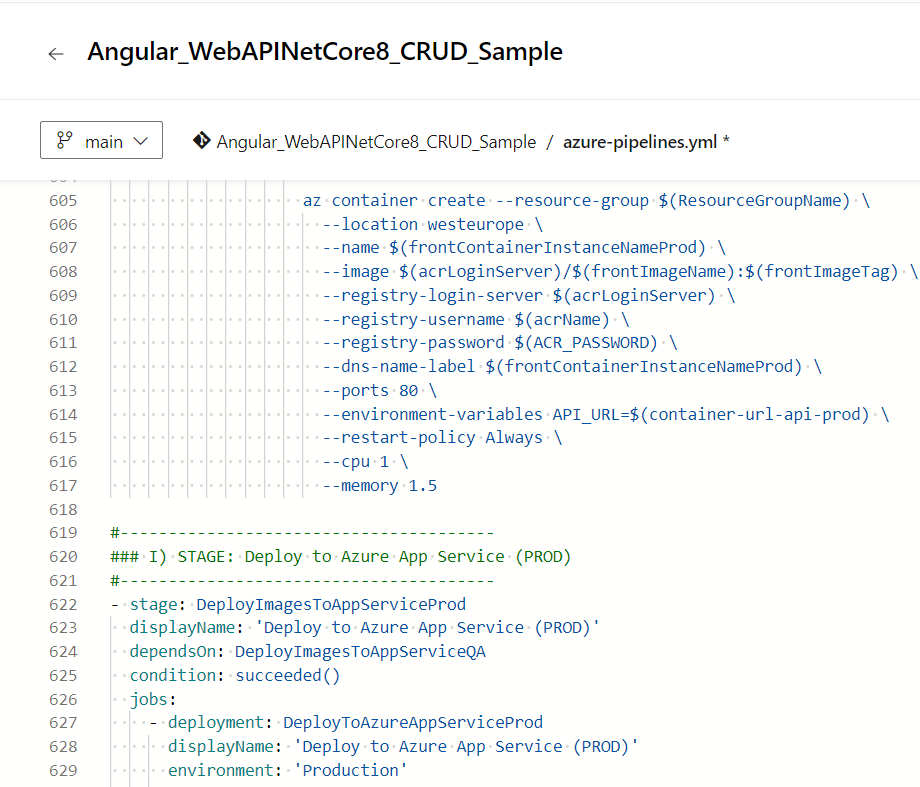 ← Angular_WebAPINetCore8_CRUD_Sample
main Angular_WebAPINetCore8_CRUD_Sample / azure-pipelines.yml *
605 az container create --resource-group $(ResourceGroupName) \
606 --location westeurope \
607 --name $(frontContainerInstanceNameProd) \
608 --image $(acrLoginServer)/$(frontImageName):$(frontImageTag) \
609 --registry-login-server $(acrLoginServer) \
610 --registry-username $(acrName) \
611 --registry-password $(ACR_PASSWORD) \
612 --dns-name-label $(frontContainerInstanceNameProd) \
613 --ports 80 \
614 --environment-variables API_URL=$(container-url-api-prod) \
615 --restart-policy Always \
616 --cpu 1 \
617 --memory 1.5
618
619 #---------------------------------------
620 ### I) STAGE: Deploy to Azure App Service (PROD)
621 #---------------------------------------
622 - stage: DeployImagesToAppServiceProd
623 displayName: 'Deploy to Azure App Service (PROD)'
624 dependsOn: DeployImagesToAppServiceQA
625 condition: succeeded()
626 jobs:
627 - deployment: DeployToAzureAppServiceProd
628 displayName: 'Deploy to Azure App Service (PROD)'
629 environment: 'Production'